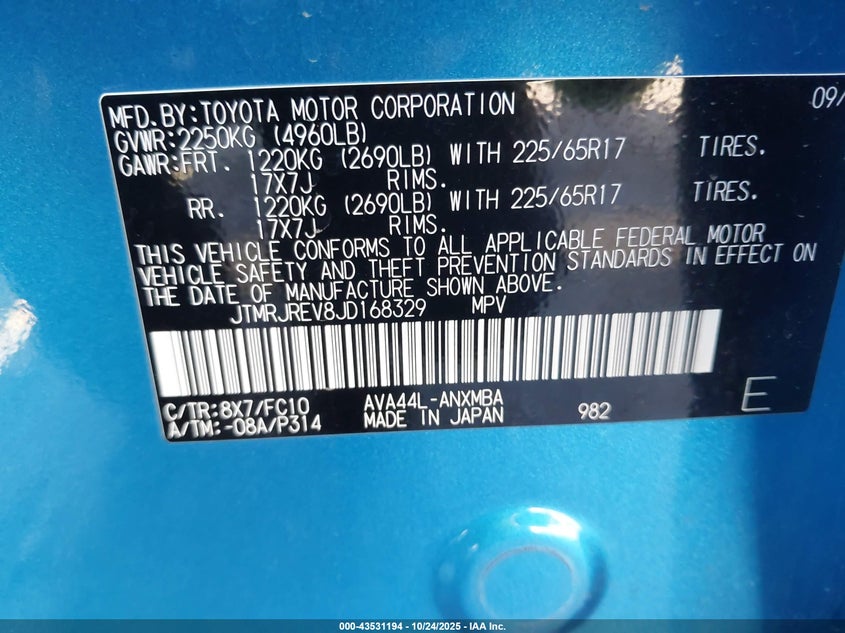 MFD.BY:TOYOTA MOTOR CORPORATION 09/
GVWR:2250KG (4960LB)
GAWR:FRT. 1220KG (2690LB) WITH 225/65R17 TIRES.
17X7J RIMS.
RR. 1220KG (2690LB) WITH 225/65R17 TIRES.
17X7J RIMS.
THIS VEHICLE CONFORMS TO ALL APPLICABLE FEDERAL MOTOR
VEHICLE SAFETY AND THEFT PREVENTION STANDARDS IN EFFECT ON
THE DATE OF MANUFACTURE SHOWN ABOVE.
JTMRJREV8JD168329 MPV
C/TR:8X7/FC10 AVA44L-ANXMBA
A/TM:-08A/P314 MADE IN JAPAN 982 E
000-43531194 - 10/24/2025 - IAA Inc.